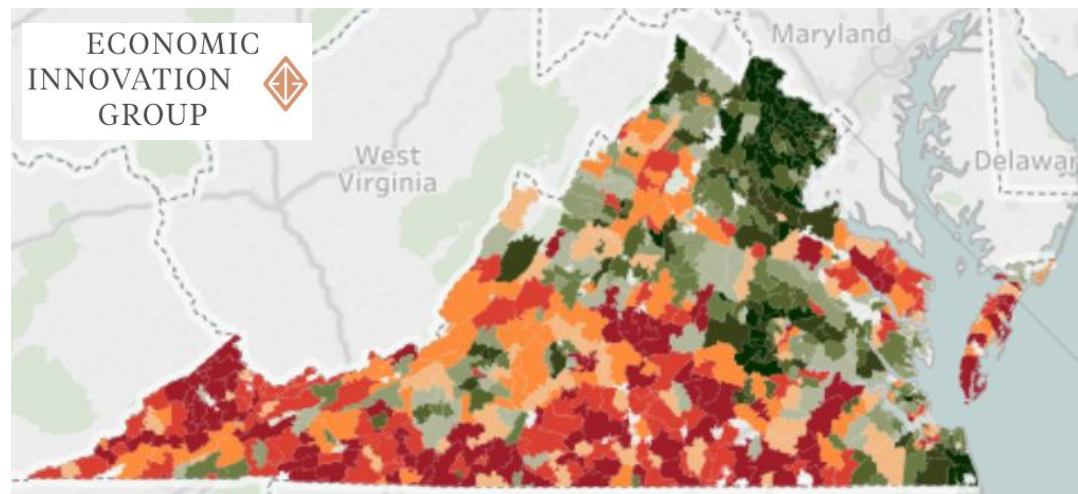 ECONOMIC
INNOVATION
GROUP
Maryland
West
Virginia
Delawar